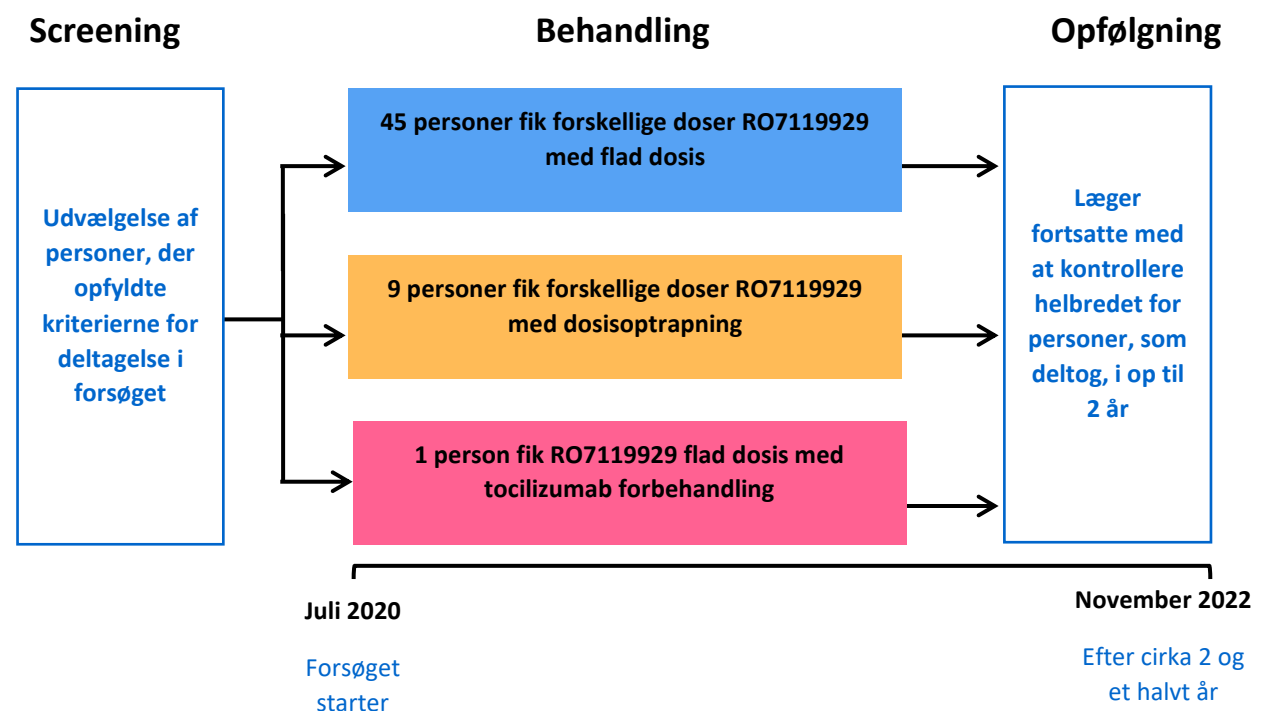 Screening
Behandling
Opfølgning
Udvælgelse af
personer, der
opfyldte
kriterierne for
deltagelse i
forsøget
45 personer fik forskellige doser RO7119929
med flad dosis
9 personer fik forskellige doser RO7119929
med dosisoptrapning
1 person fik RO7119929 flad dosis med
tocilizumab forbehandling
Læger
fortsatte med
at kontrollere
helbredet for
personer, som
deltog, i op til
2 år
Juli 2020
Forsøget
starter
November 2022
Efter cirka 2 og
et halvt år